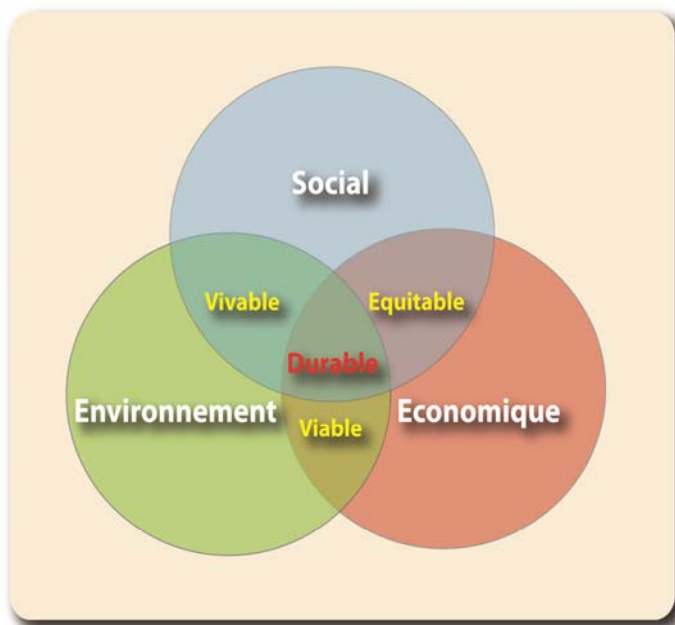 Social
Vivable
Equitable
Durable
Environnement
Economique
Viable